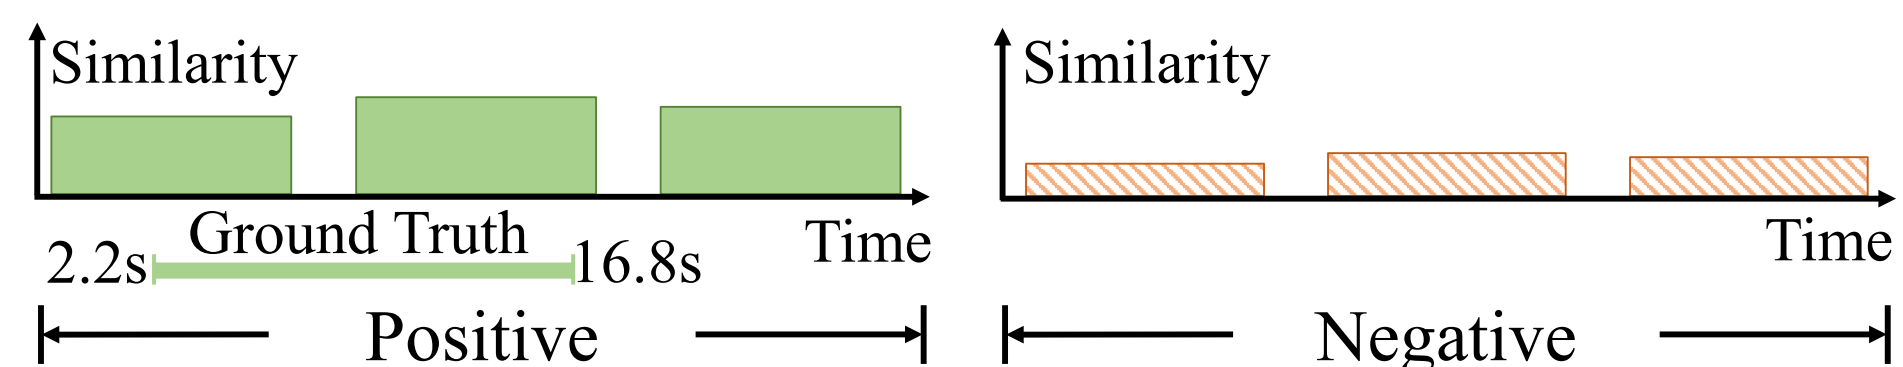 Similarity
Ground Truth
Time
2.2s
16.8s
Positive
Similarity
Time
Negative